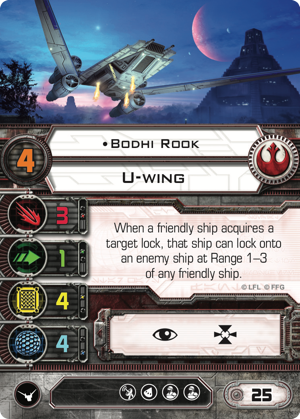 •Bodhi Rook
4
U-wing
3
When a friendly ship acquires a
target lock, that ship can lock onto
an enemy ship at Range 1–3
of any friendly ship.
1
© LFL © FFG
4
4
25